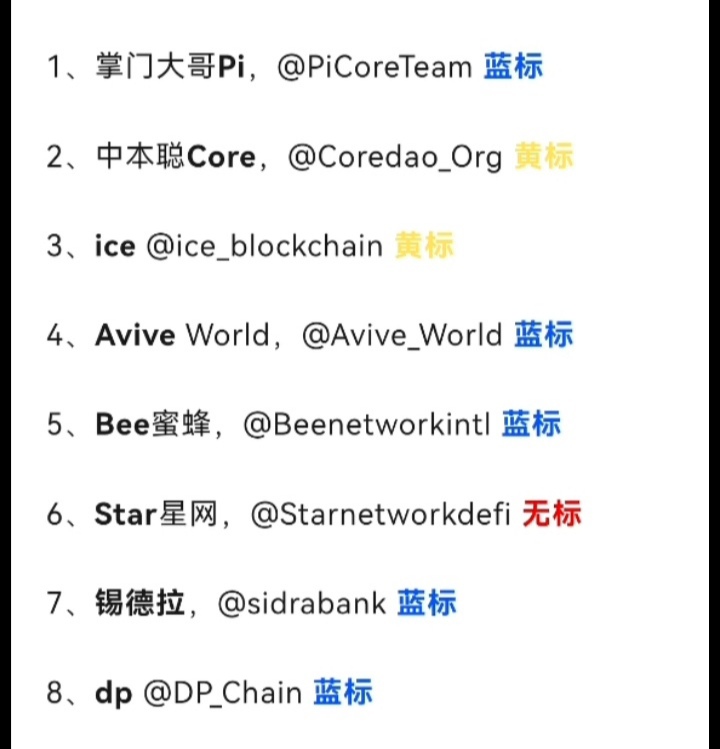 1、掌门大哥Pi，@PiCoreTeam 蓝标
2、中本聪Core，@Coredao_Org 黄标
3、ice @ice_blockchain 黄标
4、Avive World，@Avive_World 蓝标
5、Bee蜜蜂，@Beenetworkintl 蓝标
6、Star星网，@Starnetworkdefi 无标
7、锡德拉，@sidrabank 蓝标
8、dp @DP_Chain 蓝标